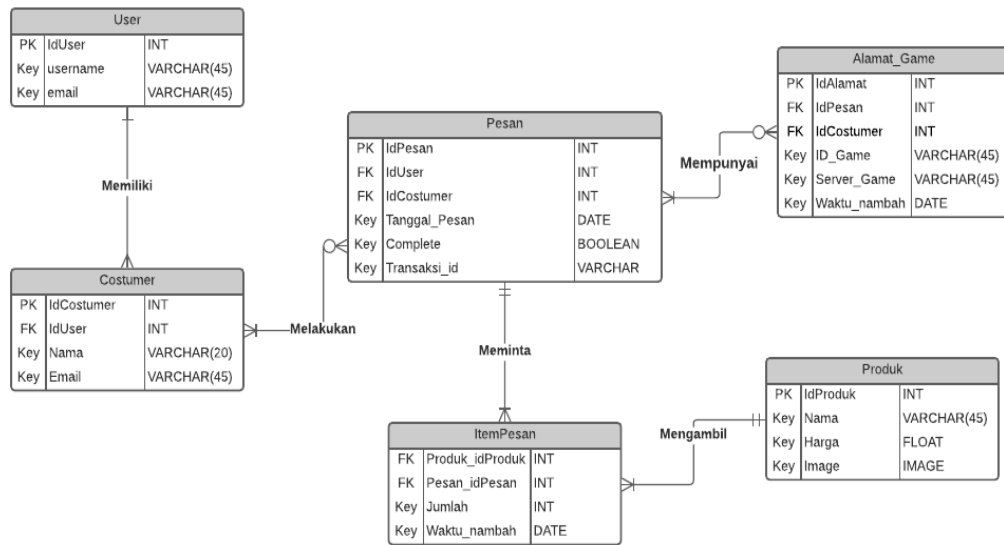 User
PK IdUser INT
Key username VARCHAR(45)
Key email VARCHAR(45)
Memiliki
Costumer
PK IdCostumer INT
FK IdUser INT
Key Nama VARCHAR(20)
Key Email VARCHAR(45)
Melakukan
Pesan
PK IdPesan INT
FK IdUser INT
FK IdCostumer INT
Key Tanggal_Pesan DATE
Key Complete BOOLEAN
Key Transaksi_id VARCHAR
Mempunyai
Alamat_Game
PK IdAlamat INT
FK IdPesan INT
FK IdCostumer INT
Key ID_Game VARCHAR(45)
Key Server_Game VARCHAR(45)
Key Waktu_nambah DATE
Meminta
ItemPesan
FK Produk_idProduk INT
FK Pesan_idPesan INT
Key Jumlah INT
Key Waktu_nambah DATE
Mengambil
Produk
PK IdProduk INT
Key Nama VARCHAR(45)
Key Harga FLOAT
Key Image IMAGE